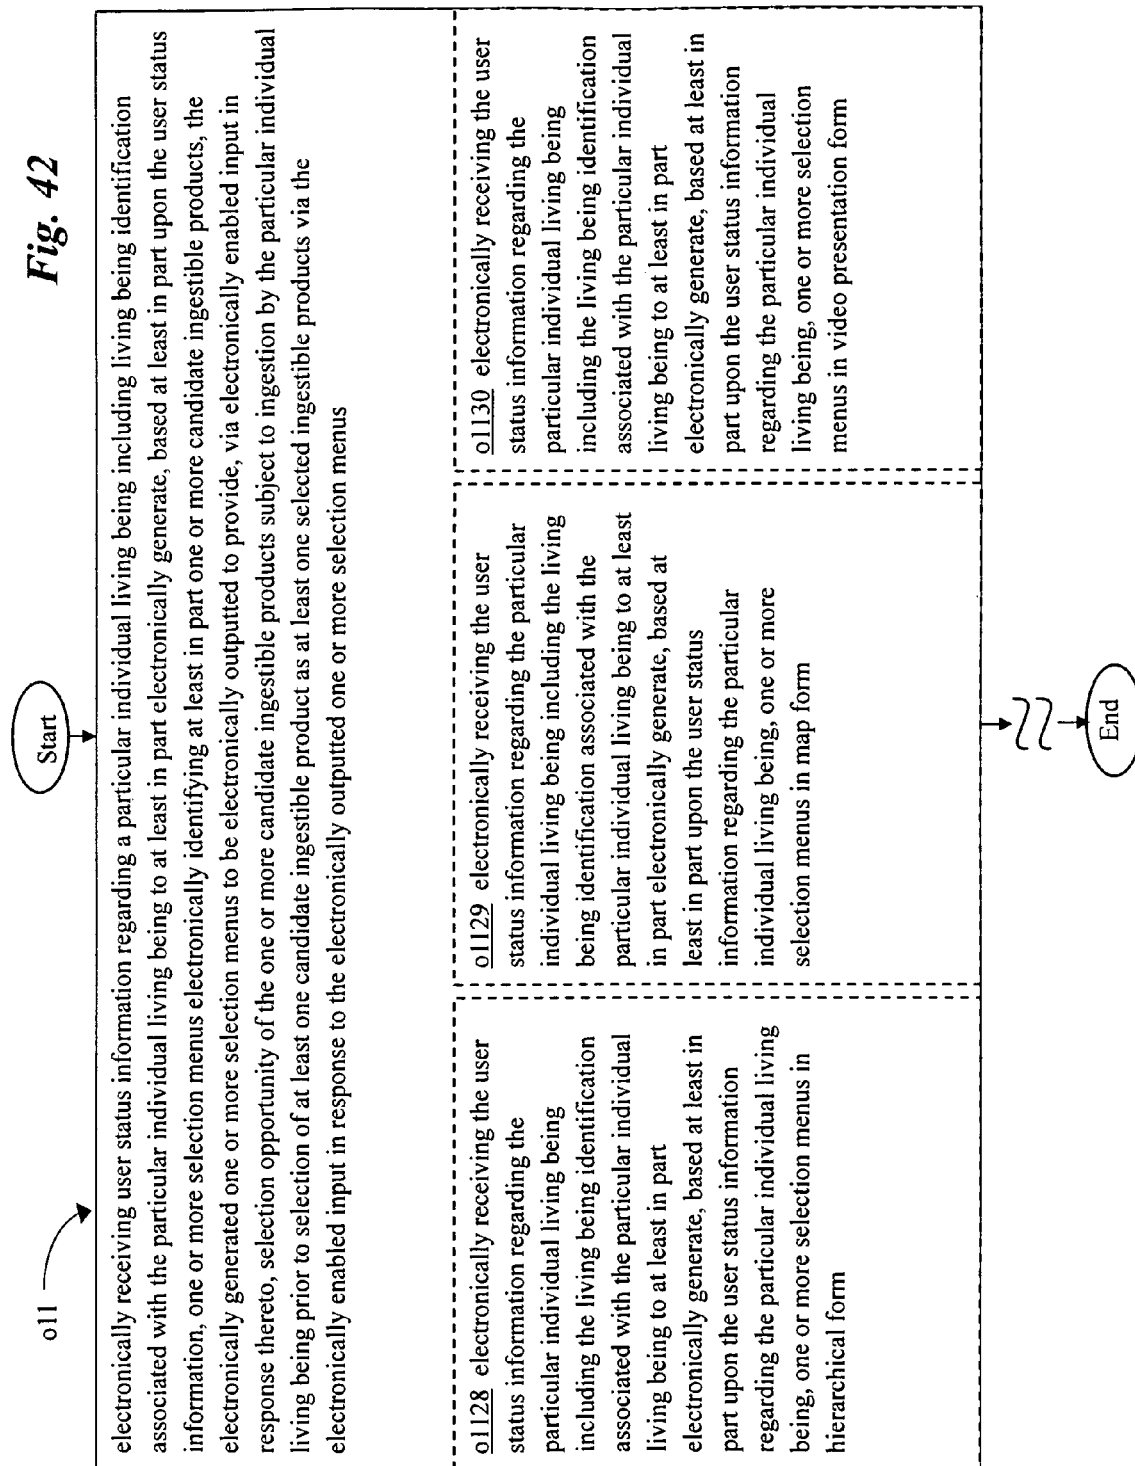 Fig. 42
Start
o11
electronically receiving user status information regarding a particular individual living being including living being identification
associated with the particular individual living being to at least in part electronically generate, based at least in part upon the user status
information, one or more selection menus electronically identifying at least in part one or more candidate ingestible products, the
electronically generated one or more selection menus to be electronically outputted to provide, via electronically enabled input in
response thereto, selection opportunity of the one or more candidate ingestible products subject to ingestion by the particular individual
living being prior to selection of at least one candidate ingestible product as at least one selected ingestible products via the
electronically enabled input in response to the electronically outputted one or more selection menus
o1128 electronically receiving the user
status information regarding the
particular individual living being
including the living being identification
associated with the particular individual
living being to at least in part
electronically generate, based at least in
part upon the user status information
regarding the particular individual living
being, one or more selection menus in
hierarchical form
o1129 electronically receiving the user
status information regarding the particular
individual living being including the living
being identification associated with the
particular individual living being to at least
in part electronically generate, based at
least in part upon the user status
information regarding the particular
individual living being, one or more
selection menus in map form
o1130 electronically receiving the user
status information regarding the
particular individual living being
including the living being identification
associated with the particular individual
living being to at least in part
electronically generate, based at least in
part upon the user status information
regarding the particular individual
living being, one or more selection
menus in video presentation form
End